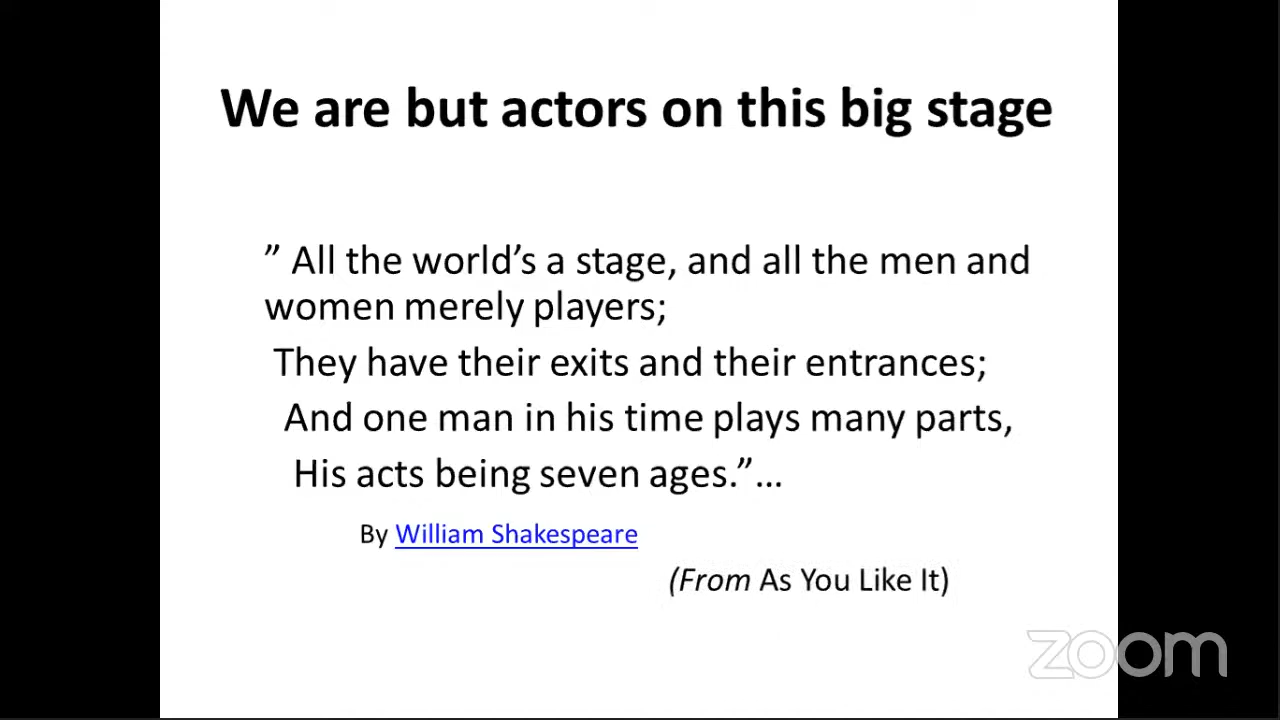 We are but actors on this big stage
” All the world’s a stage, and all the men and
women merely players;
They have their exits and their entrances;
And one man in his time plays many parts,
His acts being seven ages.”…
By William Shakespeare
(From As You Like It)
zoom